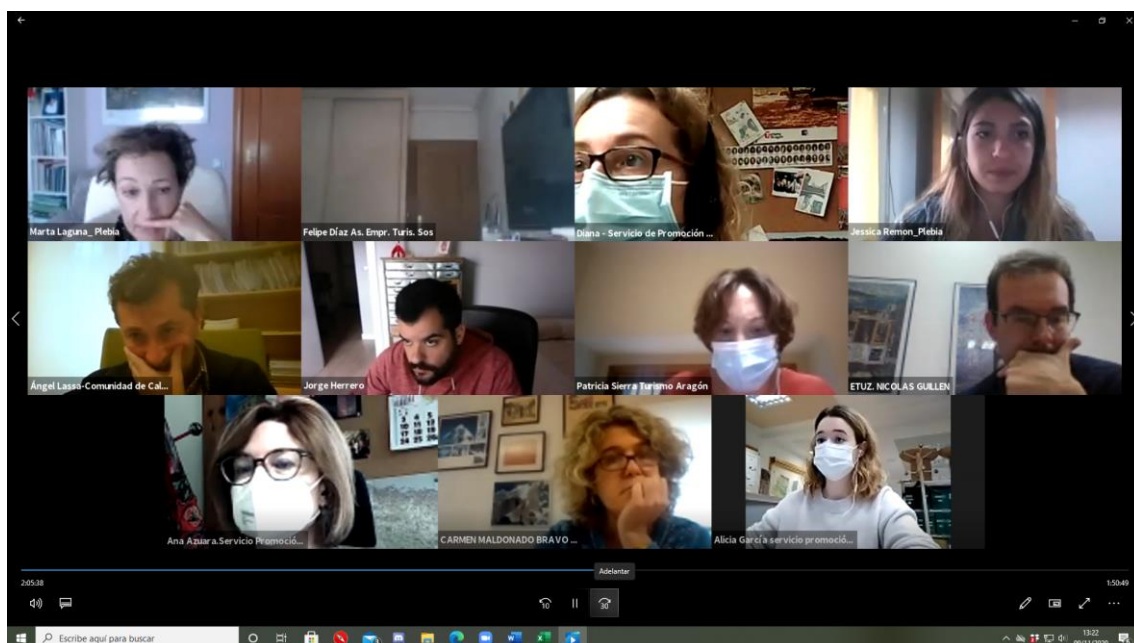 Marta Laguna_ Plebia
Felipe Díaz As. Empr. Turis. Sos
Diana - Servicio de Promoción ...
Jessica Remon_Plebia
Ángel Lassa-Comunidad de Cal...
Jorge Herrero
Patricia Sierra Turismo Aragón
ETUZ. NICOLAS GUILLEN
Ana Azuara.Servicio Promoció...
CARMEN MALDONADO BRAVO ...
Alicia García servicio promoció...
Adelantar
2:05:38
1:50:49
10
30
Escribe aquí para buscar
13:22